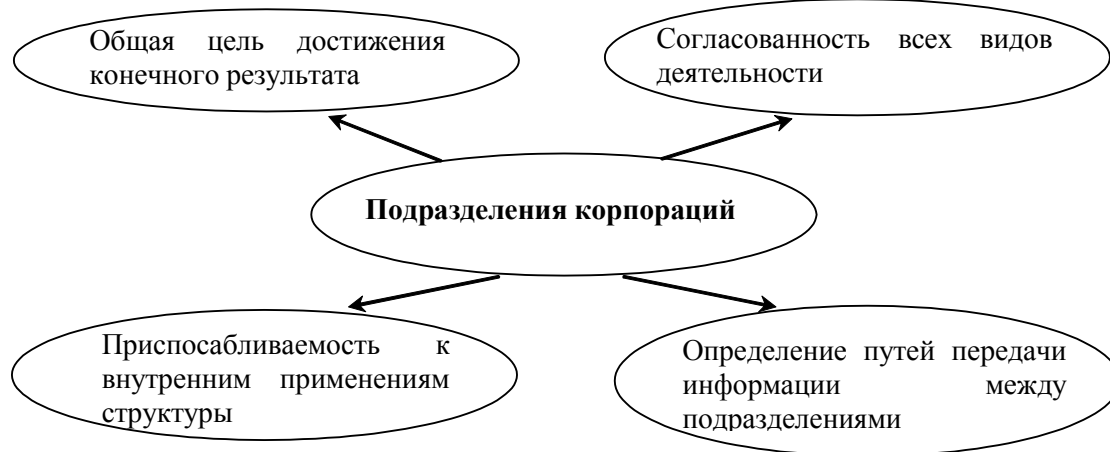 Общая цель достижения
конечного результата
Согласованность всех видов
деятельности
Подразделения корпораций
Приспосабливаемость к
внутренним применениям
структуры
Определение путей передачи
информации между
подразделениями